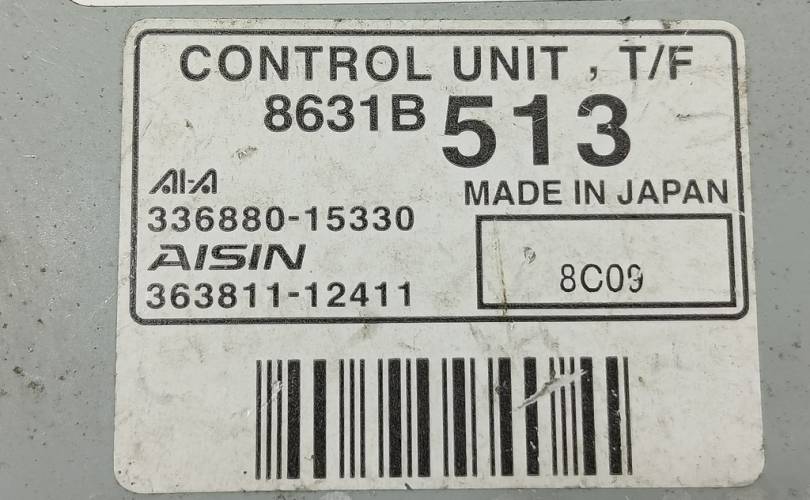 CONTROL UNIT , T/F
8631B 513
AI-A MADE IN JAPAN
336880-15330
AISIN
363811-12411
8C09